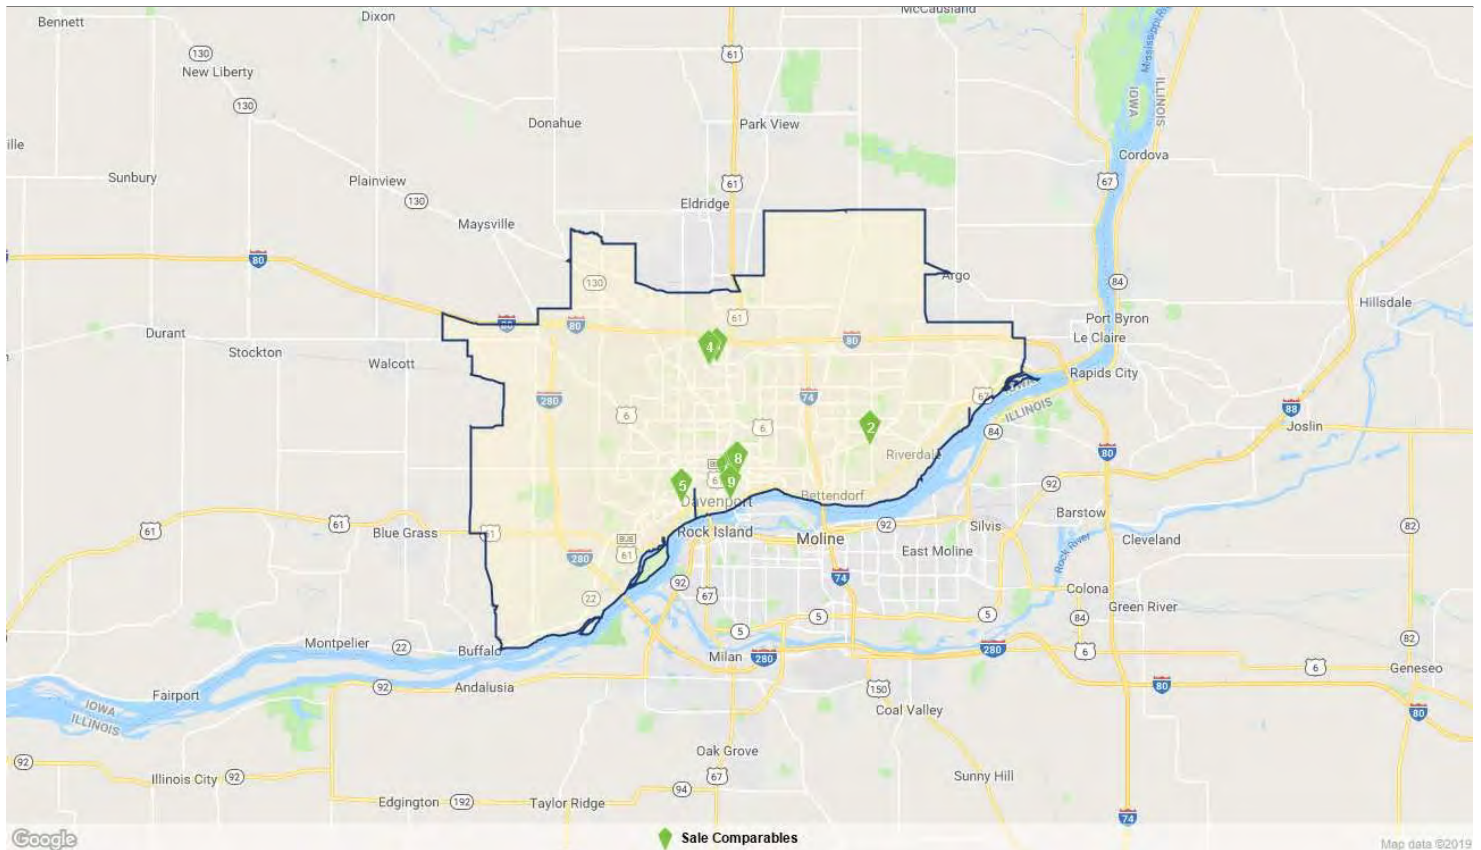 McCausland
Bennett
Dixon
130
61
New Liberty
130
Mississippi Ri
IOWA
ILLINOIS
Donahue
Park View
ille
Cordova
Sunbury
Plainview
61
67
130
Eldridge
Maysville
80
Argo
130
84
Hillsdale
61
Port Byron
80
80
Durant
Le Claire
80
4
Stockton
Walcott
Rapids City
67
74
280
88
6
ILLINOIS
6
2
Joslin
84
Riverdale
80
8
5
9
92
Bettendorf
Davenport
Barstow
61
61
92
Silvis
82
Blue Grass
61
Rock Island
Moline
BUS
East Moline
Cleveland
61
280
Rock River
74
92
Colona
67
22
Green River
5
5
84
5
Montpelier
22
82
Buffalo
280
6
Milan
280
6
Geneseo
92
Andalusia
80
Fairport
150
IOWA
ILLINOIS
Coal Valley
80
Oak Grove
92
Illinois City
92
67
Sunny Hill
94
Edgington
192
Taylor Ridge
74
Google
Sale Comparables
Map data ©2019